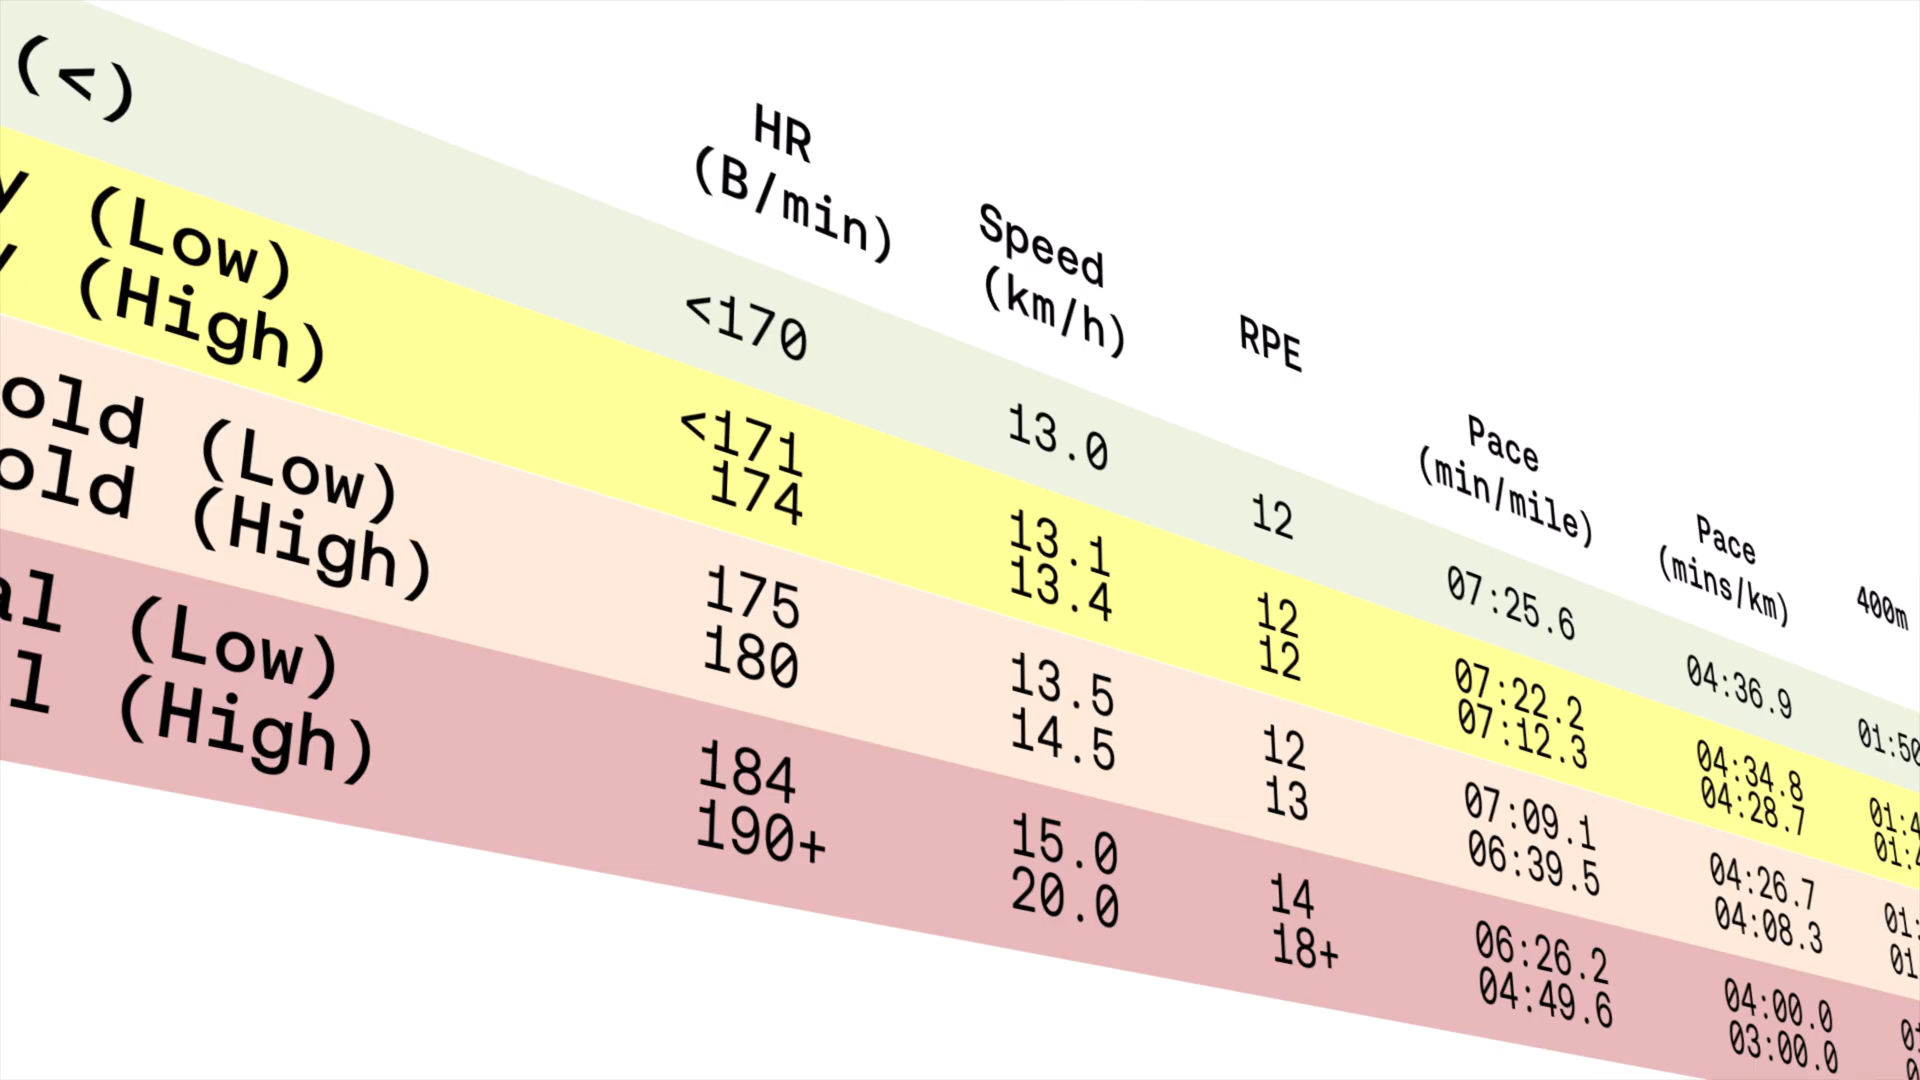 HR
(B/min)
Speed
(km/h)
RPE
Pace
(min/mile)
Pace
(mins/km)
400m
(<) <170 13.0 12 07:25.6 04:36.9
(Low) <171 13.1 12 07:22.2 04:34.8
(High) 174 13.4 12 07:12.3 04:28.7
old (Low) 175 13.5 12 07:09.1 04:26.7
old (High) 180 14.5 13 06:39.5 04:08.3
al (Low) 184 15.0 14 06:26.2 04:00.0
l (High) 190+ 20.0 18+ 04:49.6 03:00.0